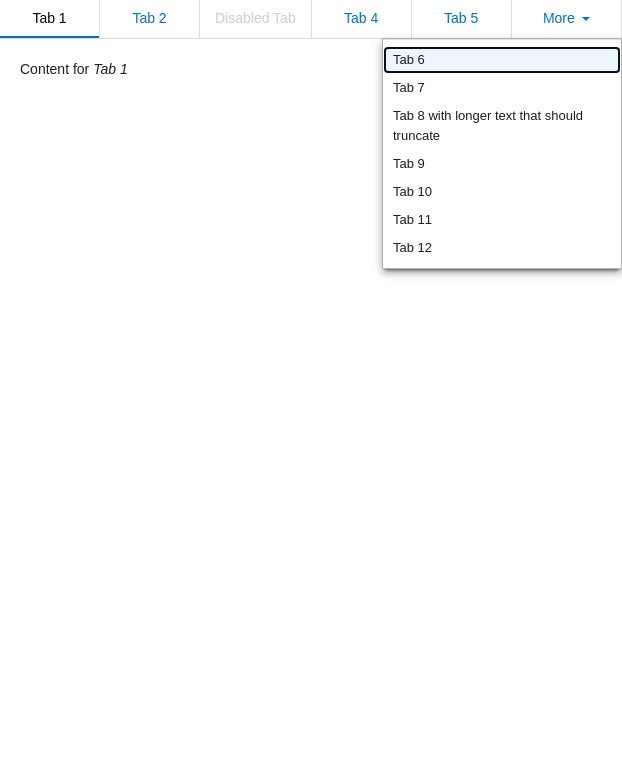 Tab 1 Tab 2 Disabled Tab Tab 4 Tab 5 More
Content for Tab 1
Tab 6
Tab 7
Tab 8 with longer text that should
truncate
Tab 9
Tab 10
Tab 11
Tab 12